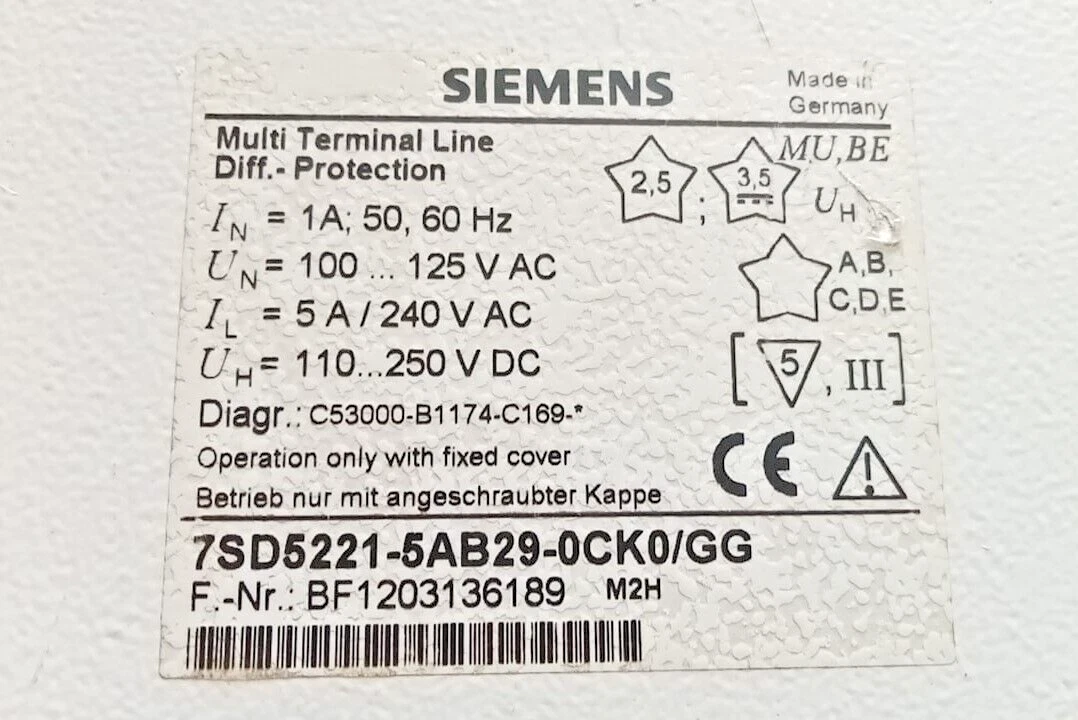 SIEMENS
Made in
Germany
Multi Terminal Line
Diff.- Protection
2,5 ; 3,5 MU,BE
UH
IN = 1A; 50, 60 Hz
UN = 100 ... 125 V AC
A,B,
C,D,E
IL = 5 A / 240 V AC
UH = 110...250 V DC
[ 5 , III ]
Diagr.: C53000-B1174-C169-*
Operation only with fixed cover
Betrieb nur mit angeschraubter Kappe
CE
7SD5221-5AB29-0CK0/GG
F.-Nr.: BF1203136189 M2H